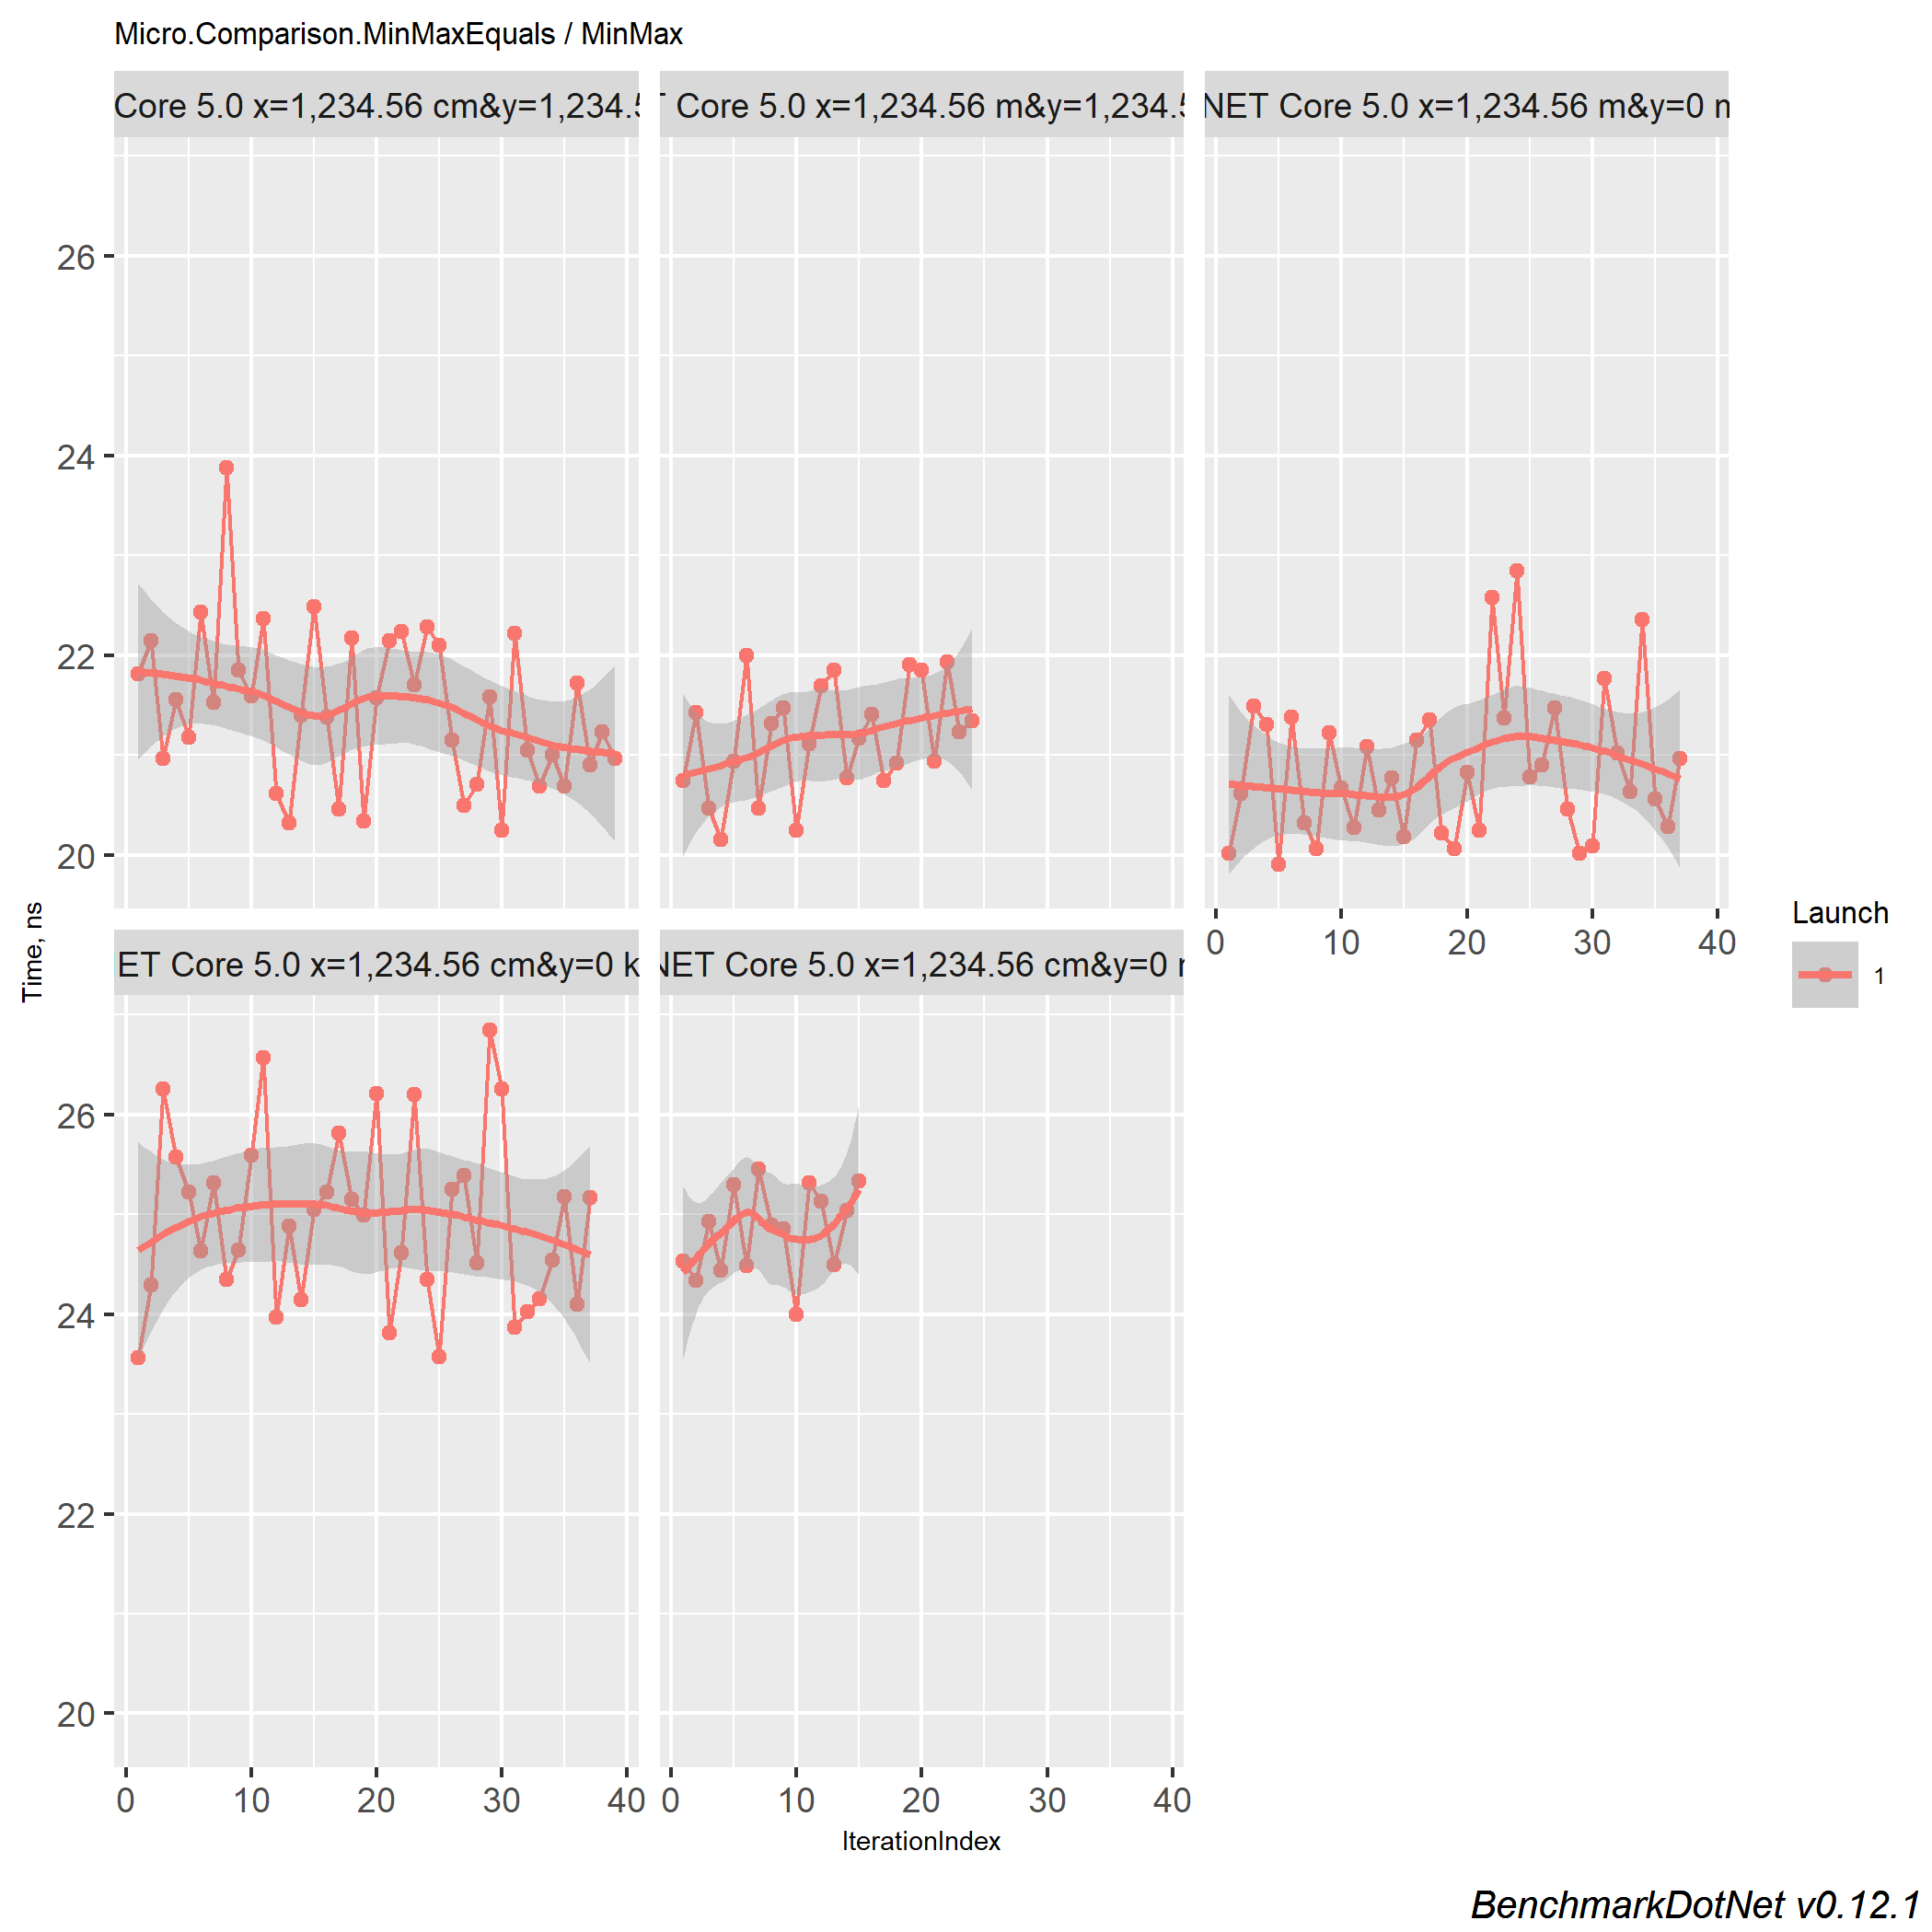 Micro.Comparison.MinMaxEquals / MinMax
Core 5.0 x=1,234.56 cm&y=1,234.5
Core 5.0 x=1,234.56 m&y=1,234.5
NET Core 5.0 x=1,234.56 m&y=0
26
24
22
20
0 10 20 30 40
Time, ns
Launch
1
ET Core 5.0 x=1,234.56 cm&y=0 k
NET Core 5.0 x=1,234.56 cm&y=0
26
24
22
20
0 10 20 30 40
0 10 20 30 40
IterationIndex
BenchmarkDotNet v0.12.1